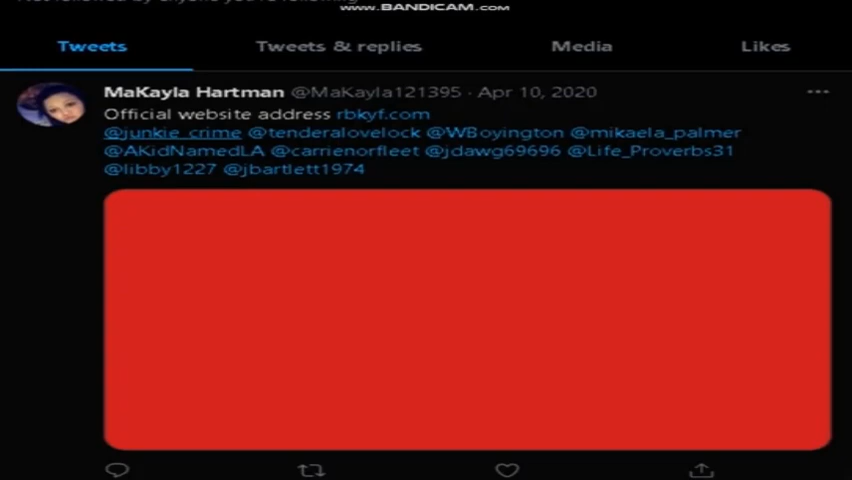 www.BANDICAM.com
Tweets Tweets & replies Media Likes
MaKayla Hartman @MaKayla121395 · Apr 10, 2020
Official website address rbkyf.com
@junkie_crime @tenderalovelock @WBoyington @mikaela_palmer
@AKidNamedLA @carrienorfleet @jdawg69696 @Life_Proverbs31
@libby1227 @jbartlett1974